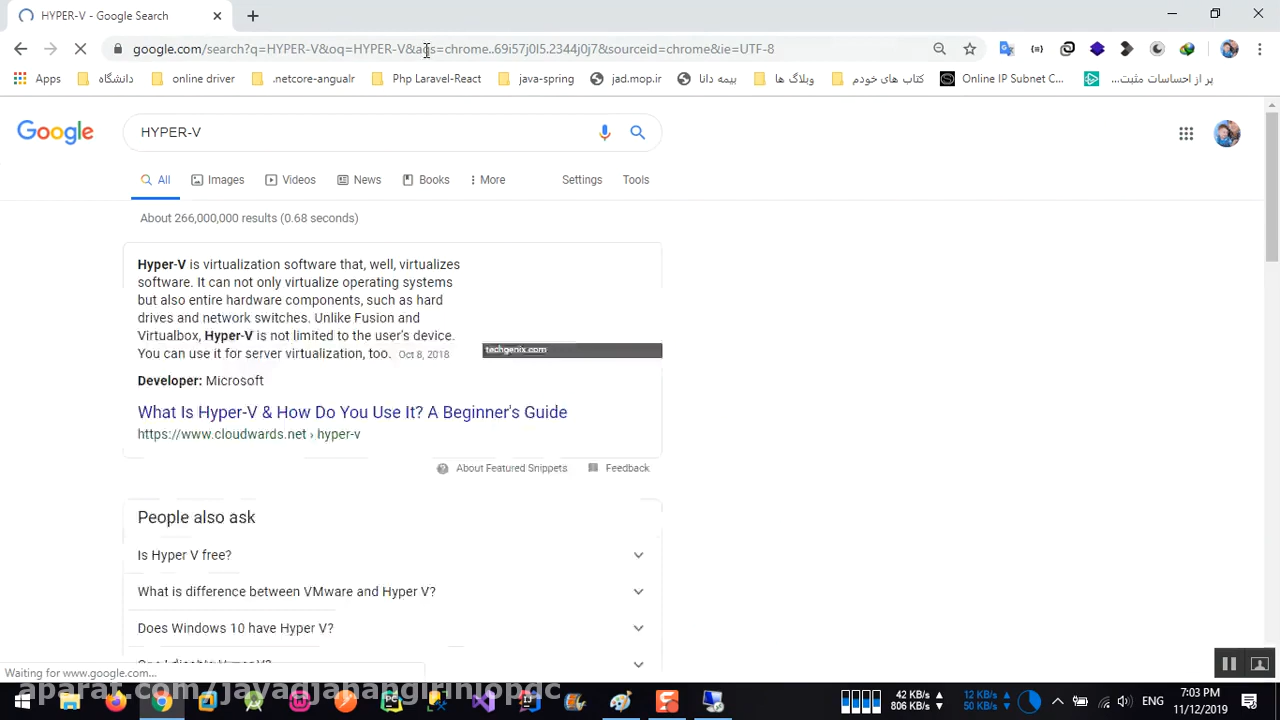 HYPER-V - Google Search
google.com/search?q=HYPER-V&oq=HYPER-V&aqs=chrome..69i57j0l5.2344j0j7&sourceid=chrome&ie=UTF-8
Apps دانشگاه online driver .netcore-angualr Php Laravel-React java-spring jad.mop.ir بیمه دانا وبلاگ ها کتاب های خودم Online IP Subnet C... پر از احساسات مثبت...
Google HYPER-V
All Images Videos News Books More Settings Tools
About 266,000,000 results (0.68 seconds)
Hyper-V is virtualization software that, well, virtualizes
software. It can not only virtualize operating systems
but also entire hardware components, such as hard
drives and network switches. Unlike Fusion and
Virtualbox, Hyper-V is not limited to the user's device.
You can use it for server virtualization, too. Oct 8, 2018
techgenix.com
Developer: Microsoft
What Is Hyper-V & How Do You Use It? A Beginner's Guide
https://www.cloudwards.net › hyper-v
About Featured Snippets Feedback
People also ask
Is Hyper V free?
What is difference between VMware and Hyper V?
Does Windows 10 have Hyper V?
Waiting for www.google.com...
aparat.com/javadjahangiriniopdc
42 KB/s 12 KB/s
806 KB/s 50 KB/s
ENG
7:03 PM
11/12/2019